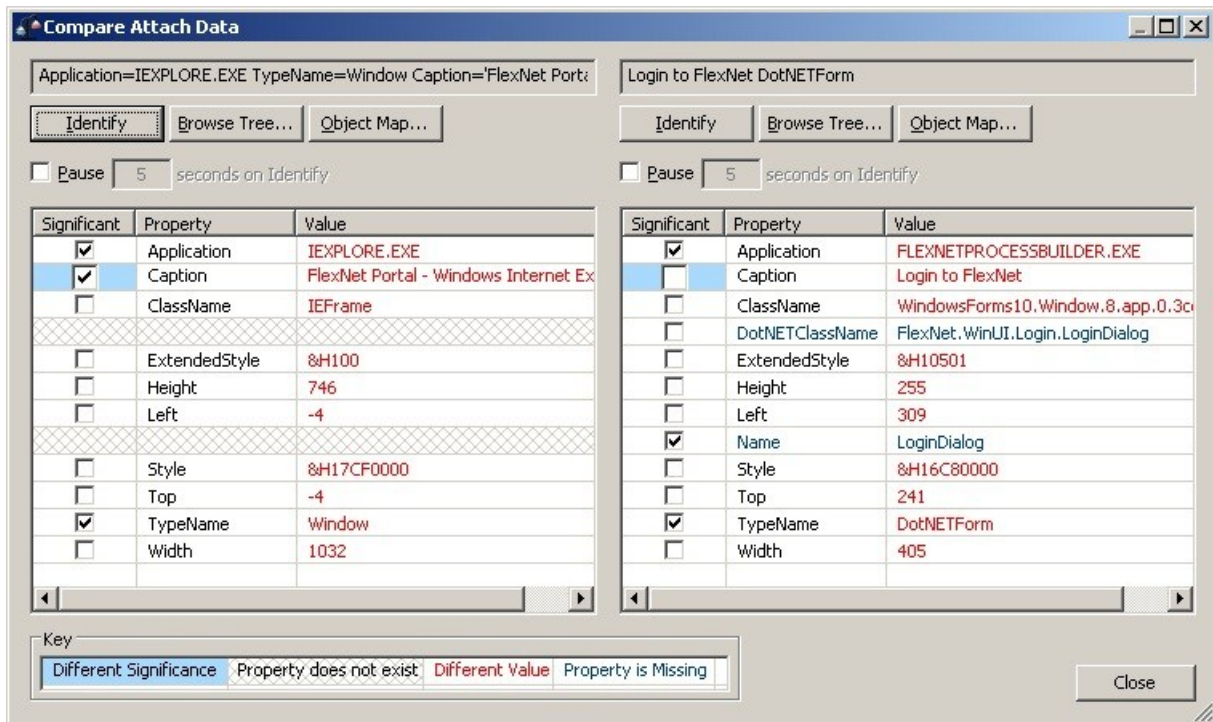 Compare Attach Data
Application=IEXPLORE.EXE TypeName=Window Caption='FlexNet Porta
Identify Browse Tree... Object Map...
Pause 5 seconds on Identify
Significant Property Value
Application IEXPLORE.EXE
Caption FlexNet Portal - Windows Internet Ex
ClassName IEFrame
ExtendedStyle &H100
Height 746
Left -4
Style &H17CF0000
Top -4
TypeName Window
Width 1032
Login to FlexNet DotNETForm
Identify Browse Tree... Object Map...
Pause 5 seconds on Identify
Significant Property Value
Application FLEXNETPROCESSBUILDER.EXE
Caption Login to FlexNet
ClassName WindowsForms10.Window.8.app.0.3c
DotNETClassName FlexNet.WinUI.Login.LoginDialog
ExtendedStyle &H10501
Height 255
Left 309
Name LoginDialog
Style &H16C80000
Top 241
TypeName DotNETForm
Width 405
Key
Different Significance Property does not exist Different Value Property is Missing
Close